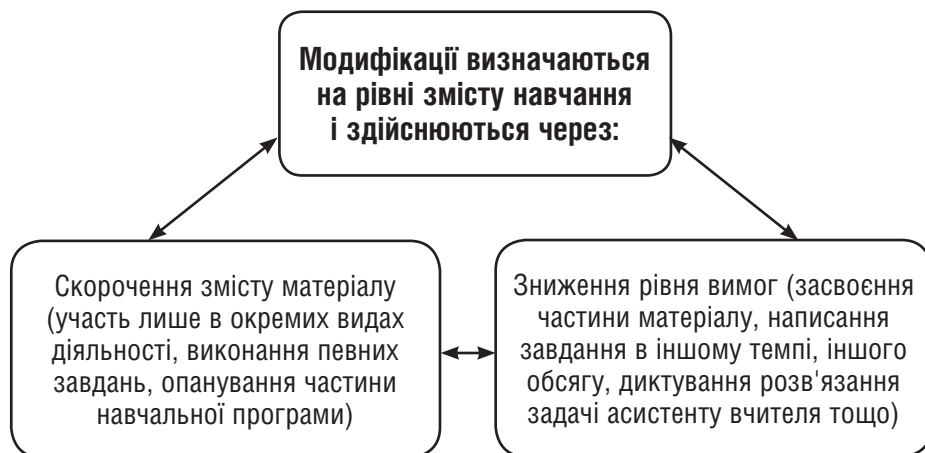 Модифікації визначаються
на рівні змісту навчання
і здійснюються через:
Скорочення змісту матеріалу
(участь лише в окремих видах
діяльності, виконання певних
завдань, опанування частини
навчальної програми)
Зниження рівня вимог (засвоєння
частини матеріалу, написання
завдання в іншому темпі, іншого
обсягу, диктування розв'язання
задачі асистенту вчителя тощо)